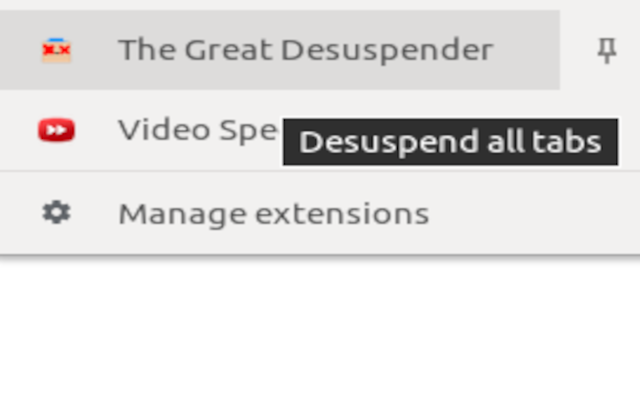 The Great Desuspender
Video Spe
Desuspend all tabs
Manage extensions